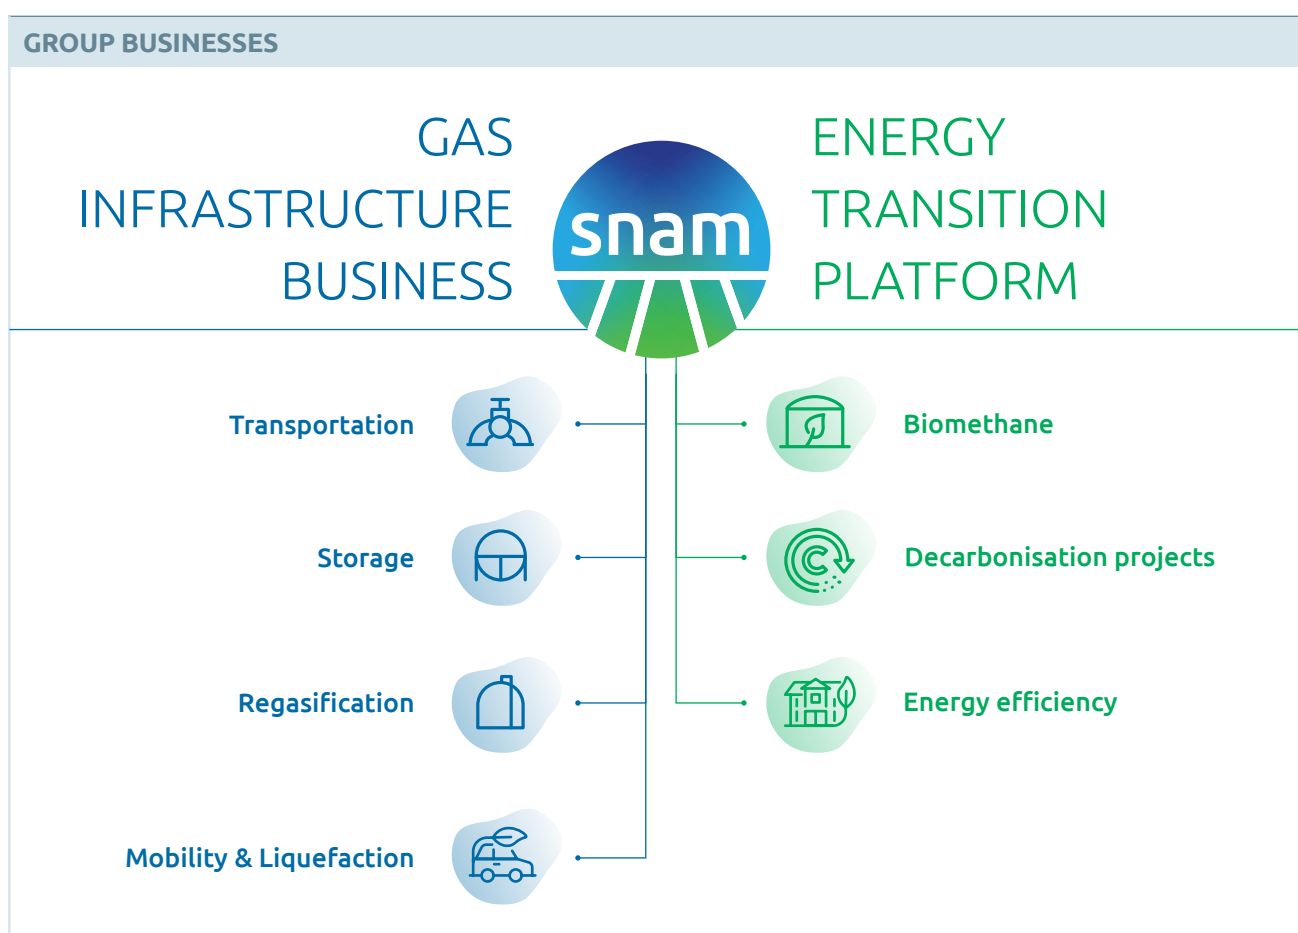 GROUP BUSINESSES
GAS
INFRASTRUCTURE
BUSINESS
snam
ENERGY
TRANSITION
PLATFORM
Transportation
Storage
Regasification
Mobility & Liquefaction
Biomethane
Decarbonisation projects
Energy efficiency